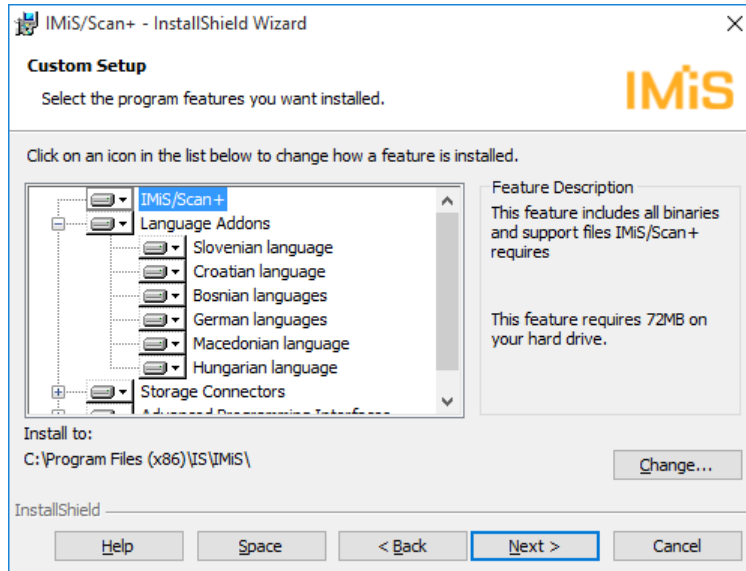 IMiS/Scan+ - InstallShield Wizard
Custom Setup
Select the program features you want installed.
IMiS
Click on an icon in the list below to change how a feature is installed.
IMiS/Scan+
Language Addons
Slovenian language
Croatian language
Bosnian languages
German languages
Macedonian language
Hungarian language
Storage Connectors
Advanced Programming Interfaces
Feature Description
This feature includes all binaries
and support files IMiS/Scan+
requires
This feature requires 72MB on
your hard drive.
Install to:
C:\Program Files (x86)\IS\IMiS\
Change...
InstallShield
Help
Space
< Back
Next >
Cancel